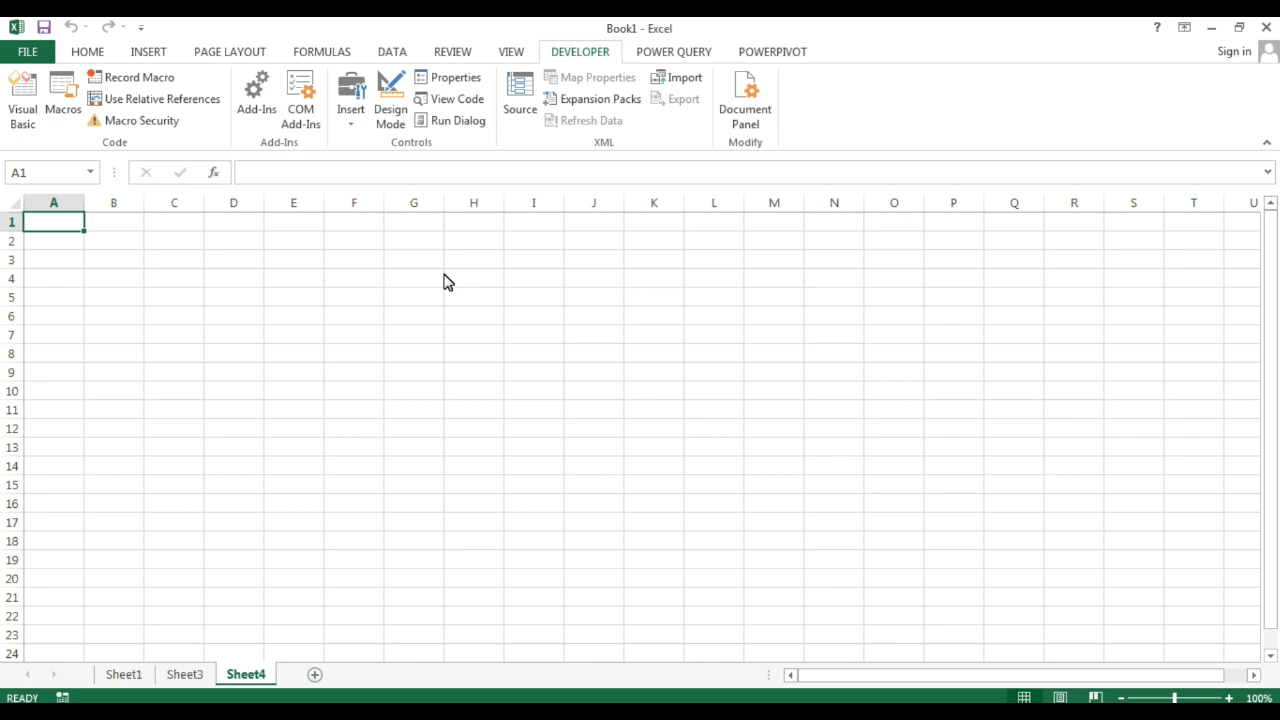 Book1 - Excel
?
FILE HOME INSERT PAGE LAYOUT FORMULAS DATA REVIEW VIEW DEVELOPER POWER QUERY POWERPIVOT Sign in
Visual Basic
Macros
Record Macro
Use Relative References
Macro Security
Code
Add-Ins
COM Add-Ins
Add-Ins
Insert
Design Mode
Properties
View Code
Run Dialog
Controls
Source
Map Properties
Expansion Packs
Refresh Data
Import
Export
XML
Document Panel
Modify
A1 fx
A B C D E F G H I J K L M N O P Q R S T U
1
2
3
4
5
6
7
8
9
10
11
12
13
14
15
16
17
18
19
20
21
22
23
24
Sheet1 Sheet3 Sheet4
READY 100%